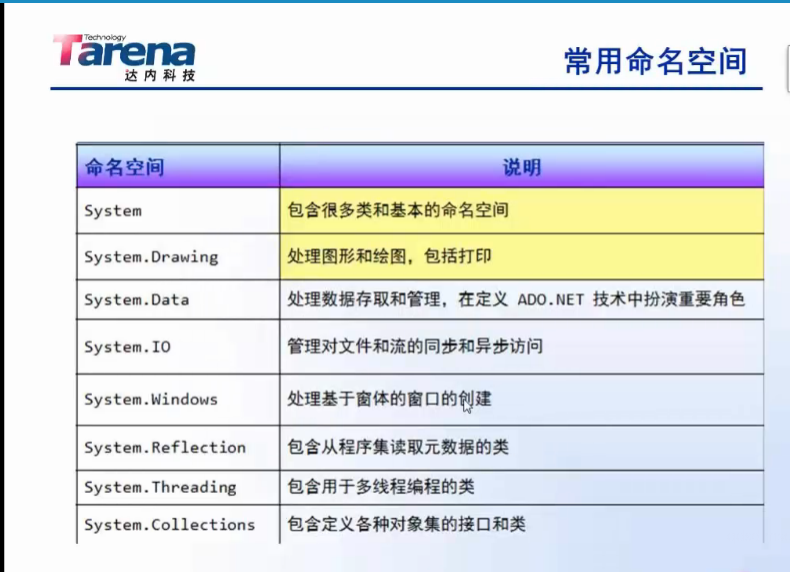 Technology
Tarena
达内科技
常用命名空间
命名空间 说明
System 包含很多类和基本的命名空间
System.Drawing 处理图形和绘图，包括打印
System.Data 处理数据存取和管理，在定义 ADO.NET 技术中扮演重要角色
System.IO 管理对文件和流的同步和异步访问
System.Windows 处理基于窗体的窗口的创建
System.Reflection 包含从程序集读取元数据的类
System.Threading 包含用于多线程编程的类
System.Collections 包含定义各种对象集的接口和类